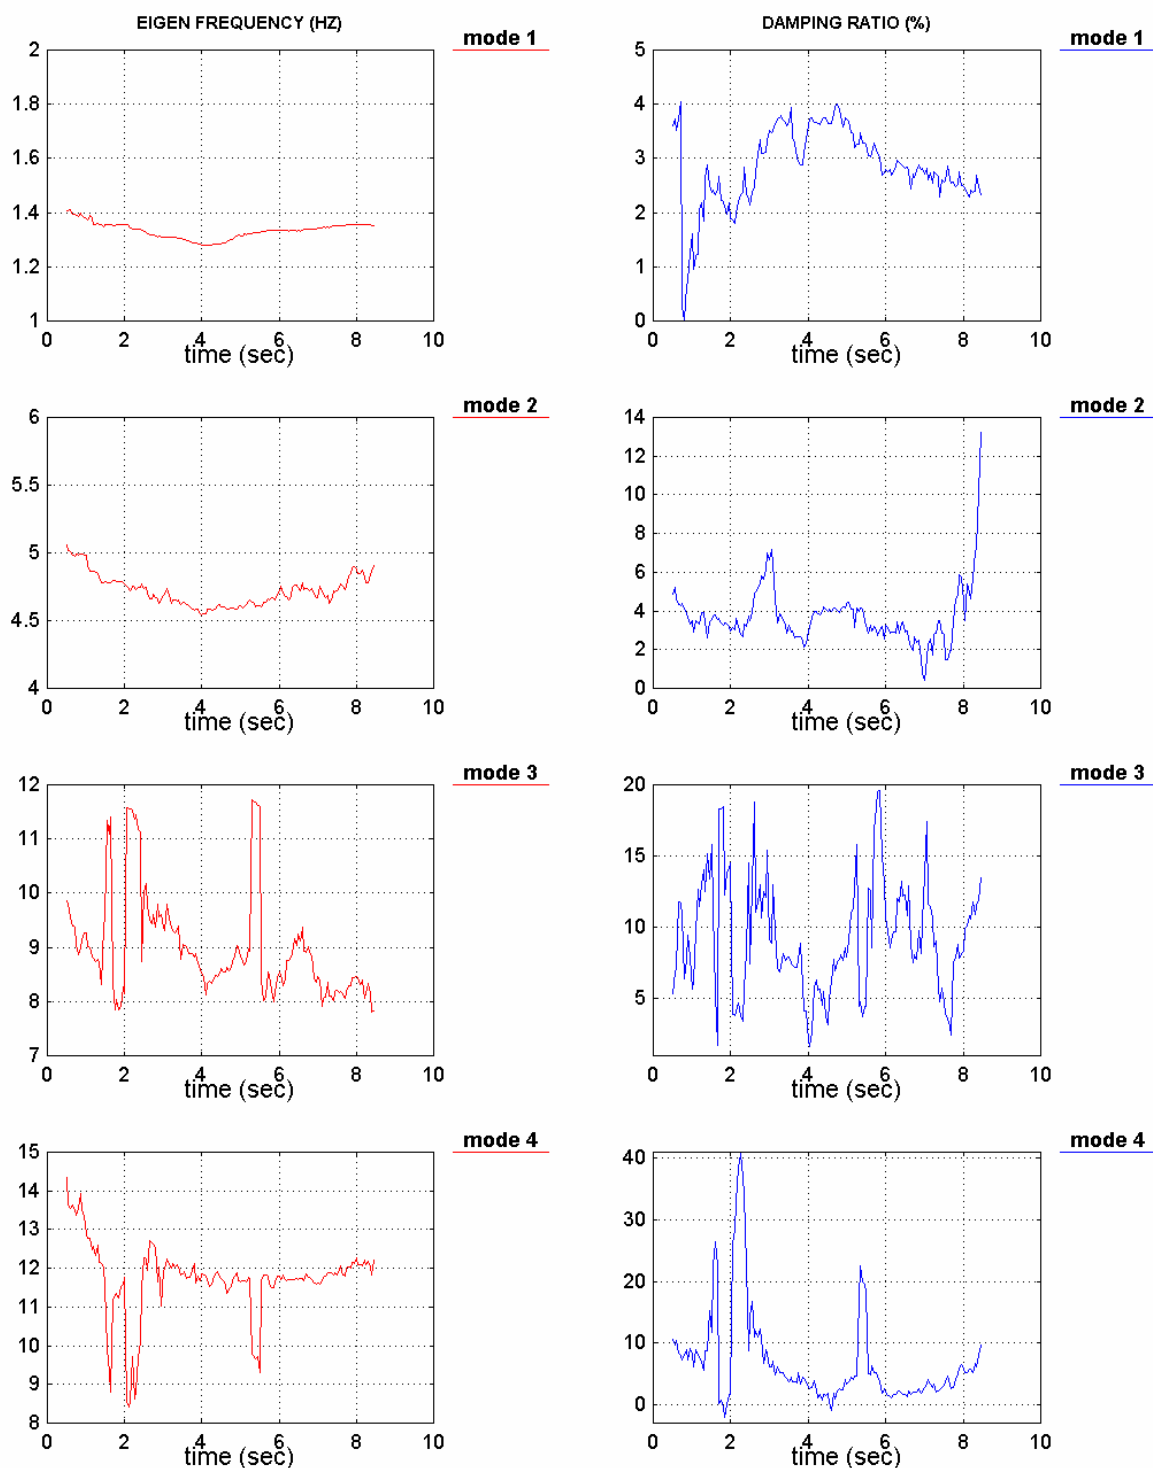 EIGEN FREQUENCY (HZ)
mode 1
2
1.8
1.6
1.4
1.2
1
0 2 4 6 8 10
time (sec)
DAMPING RATIO (%)
mode 1
5
4
3
2
1
0
0 2 4 6 8 10
time (sec)
mode 2
6
5.5
5
4.5
4
0 2 4 6 8 10
time (sec)
mode 2
14
12
10
8
6
4
2
0
0 2 4 6 8 10
time (sec)
mode 3
12
11
10
9
8
7
0 2 4 6 8 10
time (sec)
mode 3
20
15
10
5
0 2 4 6 8 10
time (sec)
mode 4
15
14
13
12
11
10
9
8
0 2 4 6 8 10
time (sec)
mode 4
40
30
20
10
0
0 2 4 6 8 10
time (sec)